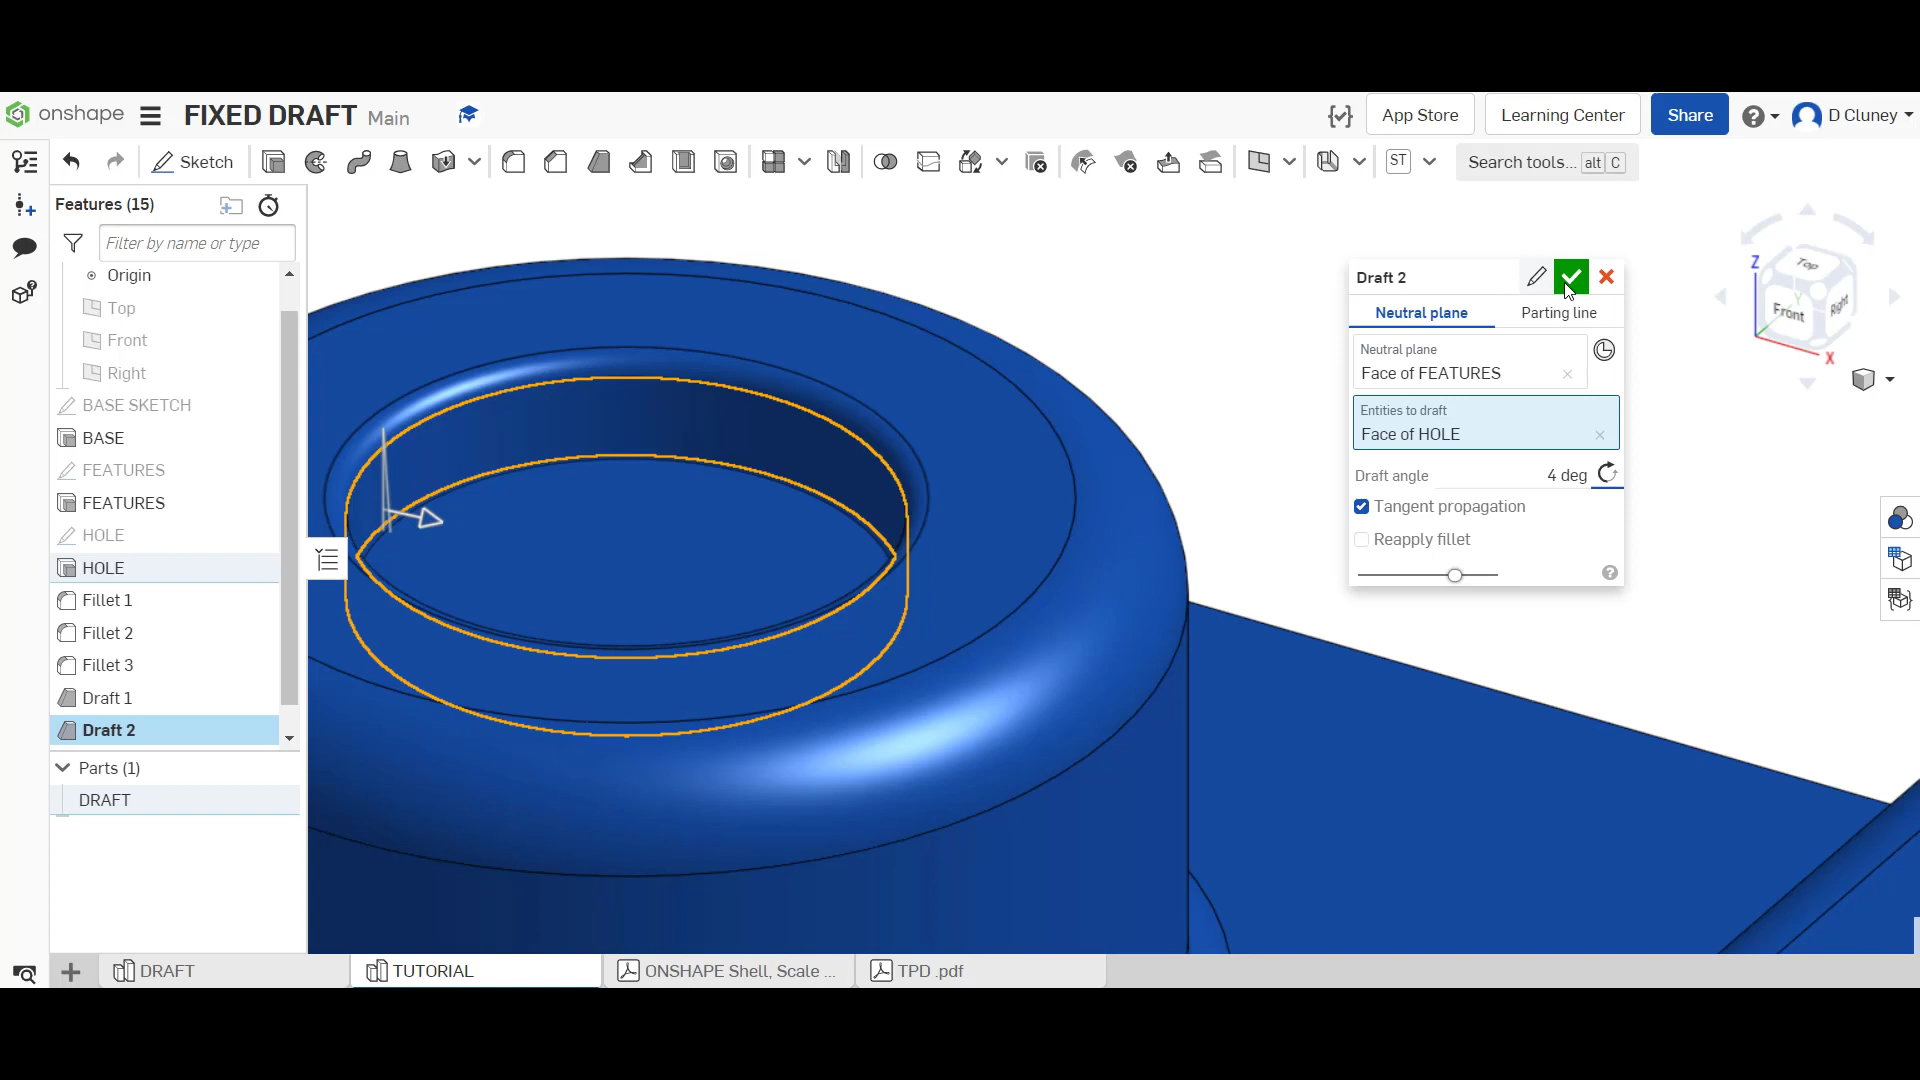 onshape FIXED DRAFT Main App Store Learning Center Share D Cluney
Sketch ST Search tools... alt C
Features (15)
Filter by name or type
Origin
Top
Front
Right
BASE SKETCH
BASE
FEATURES
FEATURES
HOLE
HOLE
Fillet 1
Fillet 2
Fillet 3
Draft 1
Draft 2
Parts (1)
DRAFT
Draft 2
Neutral plane Parting line
Neutral plane
Face of FEATURES
Entities to draft
Face of HOLE
Draft angle 4 deg
Tangent propagation
Reapply fillet
Z
Top
Y
Front Right
X
DRAFT TUTORIAL ONSHAPE Shell, Scale ... TPD .pdf